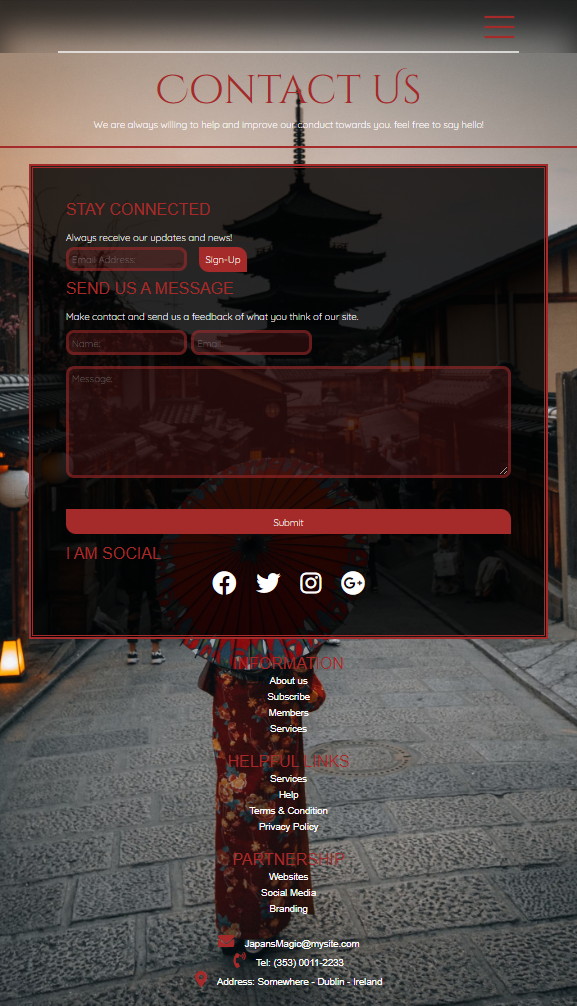 Contact Us
We are always willing to help and improve our conduct towards you. feel free to say hello!
STAY CONNECTED
Always receive our updates and news!
Email Address:
Sign-Up
SEND US A MESSAGE
Make contact and send us a feedback of what you think of our site.
Name:
Email
Message:
Submit
I AM SOCIAL
G+
INFORMATION
About us
Subscribe
Members
Services
HELPFUL LINKS
Services
Help
Terms & Condition
Privacy Policy
PARTNERSHIP
Websites
Social Media
Branding
JapansMagic@mysite.com
Tel: (353) 0011-2233
Address: Somewhere - Dublin - Ireland